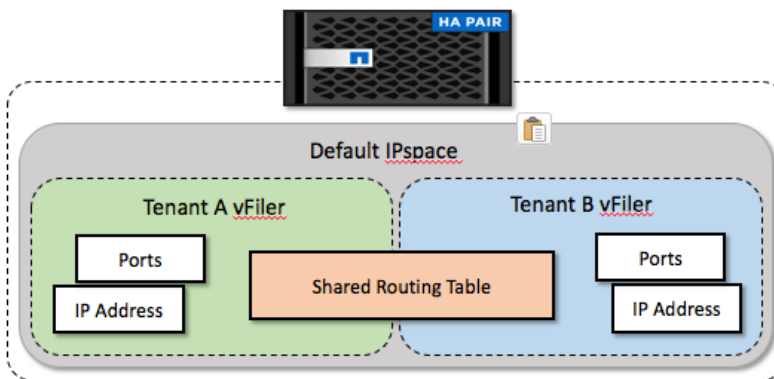 HA PAIR
Default IPspace
Tenant A vFiler
Tenant B vFiler
Ports
IP Address
Shared Routing Table
Ports
IP Address